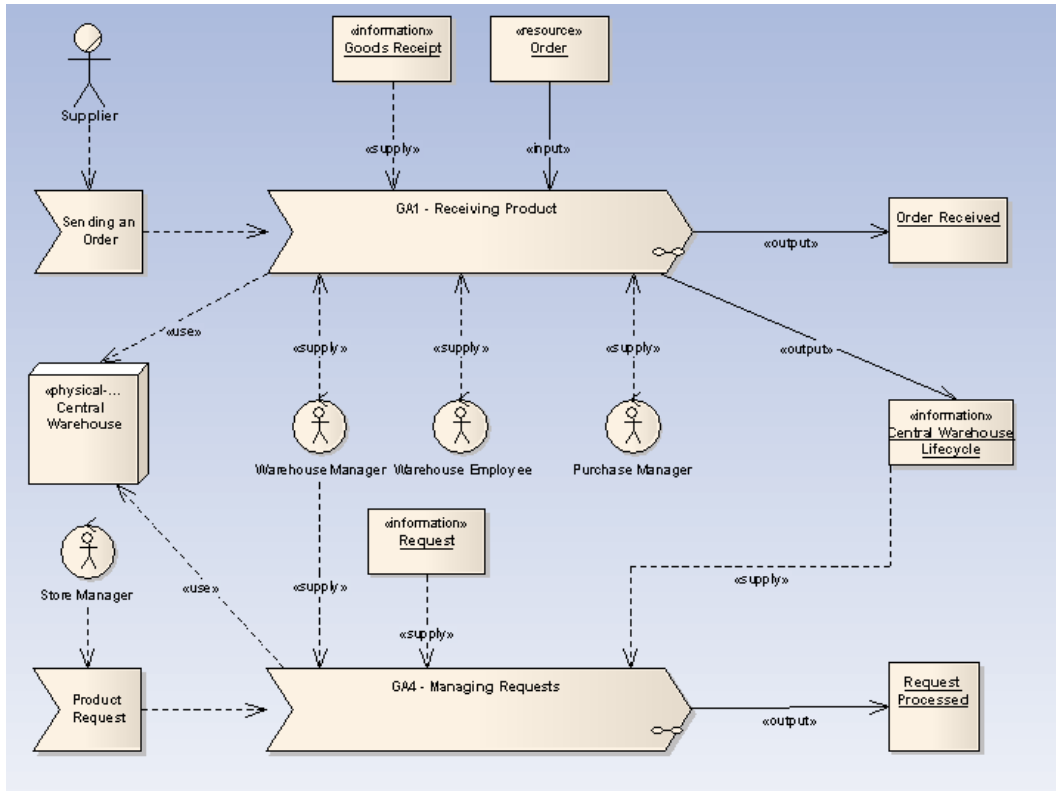 «information»
Goods Receipt
«resource»
Order
Supplier
«supply»
«input»
Sending an
Order
GA1 - Receiving Product
Order Received
«output»
«use»
«supply»
«supply»
«supply»
«output»
«physical-...
Central
Warehouse
Warehouse Manager
Warehouse Employee
Purchase Manager
«information»
Central Warehouse
Lifecycle
«information»
Request
Store Manager
«use»
«supply»
«supply»
«supply»
Product
Request
GA4 - Managing Requests
Request
Processed
«output»